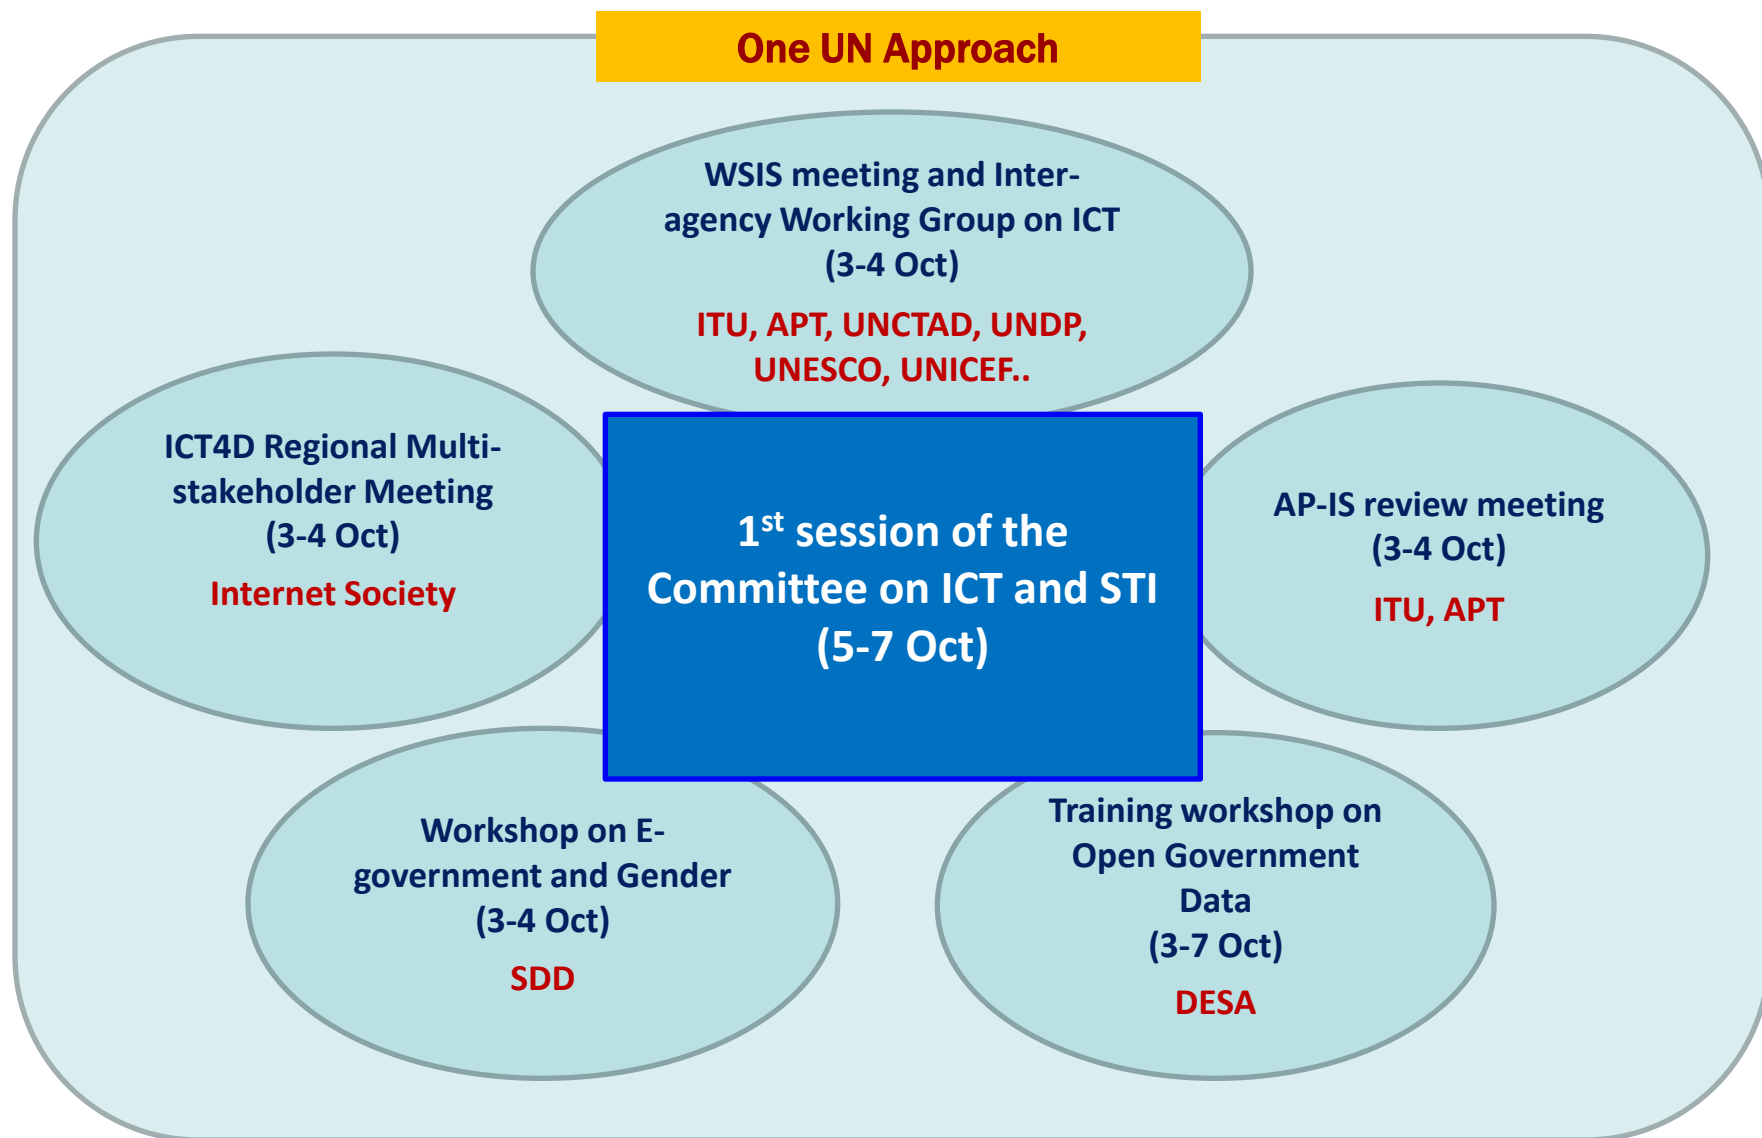 One UN Approach
WSIS meeting and Inter-
agency Working Group on ICT
(3-4 Oct)
ITU, APT, UNCTAD, UNDP,
UNESCO, UNICEF..
ICT4D Regional Multi-
stakeholder Meeting
(3-4 Oct)
Internet Society
1st session of the
Committee on ICT and STI
(5-7 Oct)
AP-IS review meeting
(3-4 Oct)
ITU, APT
Workshop on E-
government and Gender
(3-4 Oct)
SDD
Training workshop on
Open Government
Data
(3-7 Oct)
DESA